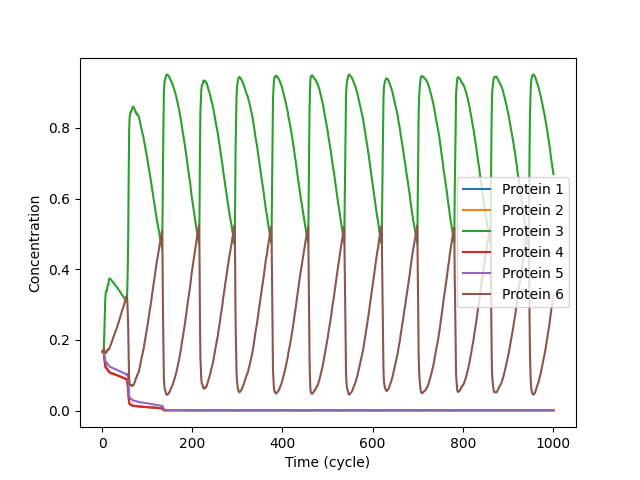 0.8
0.6
0.4
0.2
0.0
Concentration
0
200
400
600
800
1000
Time (cycle)
Protein 1
Protein 2
Protein 3
Protein 4
Protein 5
Protein 6